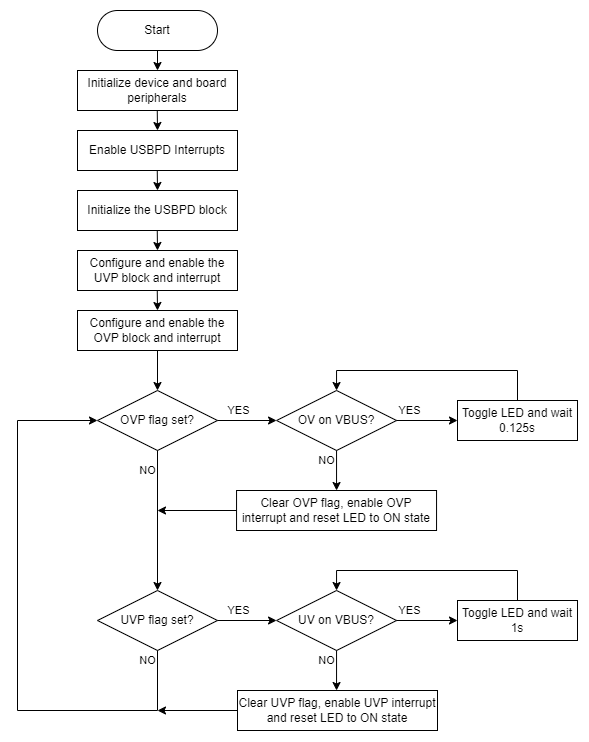 Start
Initialize device and board
peripherals
Enable USBPD Interrupts
Initialize the USBPD block
Configure and enable the
UVP block and interrupt
Configure and enable the
OVP block and interrupt
OVP flag set?
YES
OV on VBUS?
YES
Toggle LED and wait
0.125s
NO
NO
Clear OVP flag, enable OVP
interrupt and reset LED to ON state
UVP flag set?
YES
UV on VBUS?
YES
Toggle LED and wait
1s
NO
NO
Clear UVP flag, enable UVP interrupt
and reset LED to ON state